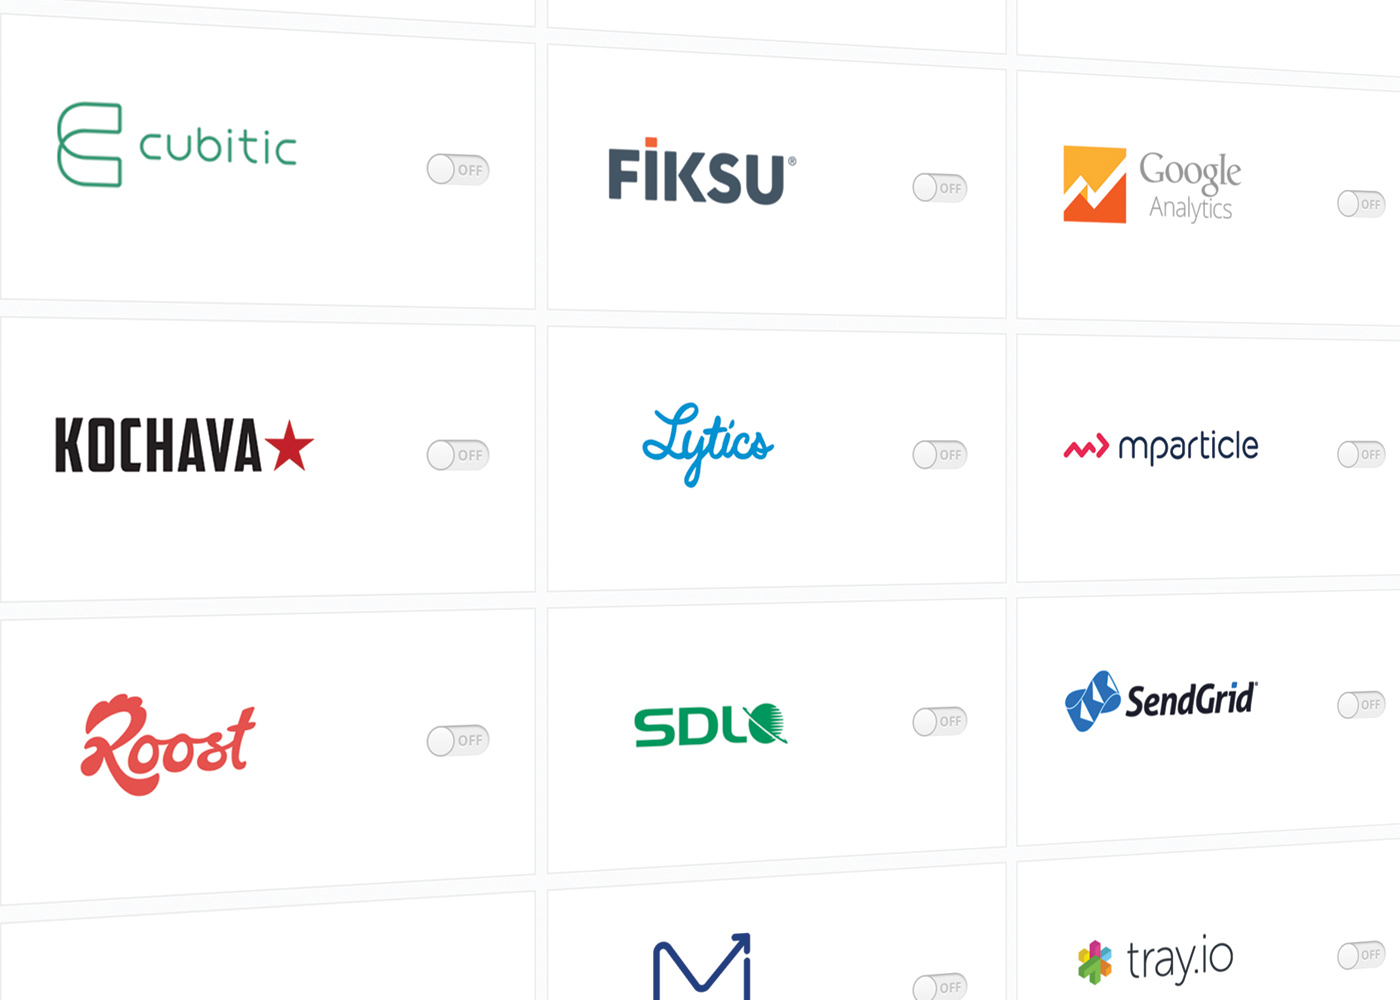 cubitic
OFF
FIKSU®
OFF
Google
Analytics
OFF
KOCHAVA
OFF
Lytics
OFF
mparticle
OFF
Roost
OFF
SDL
OFF
SendGrid
OFF
OFF
tray.io
OFF